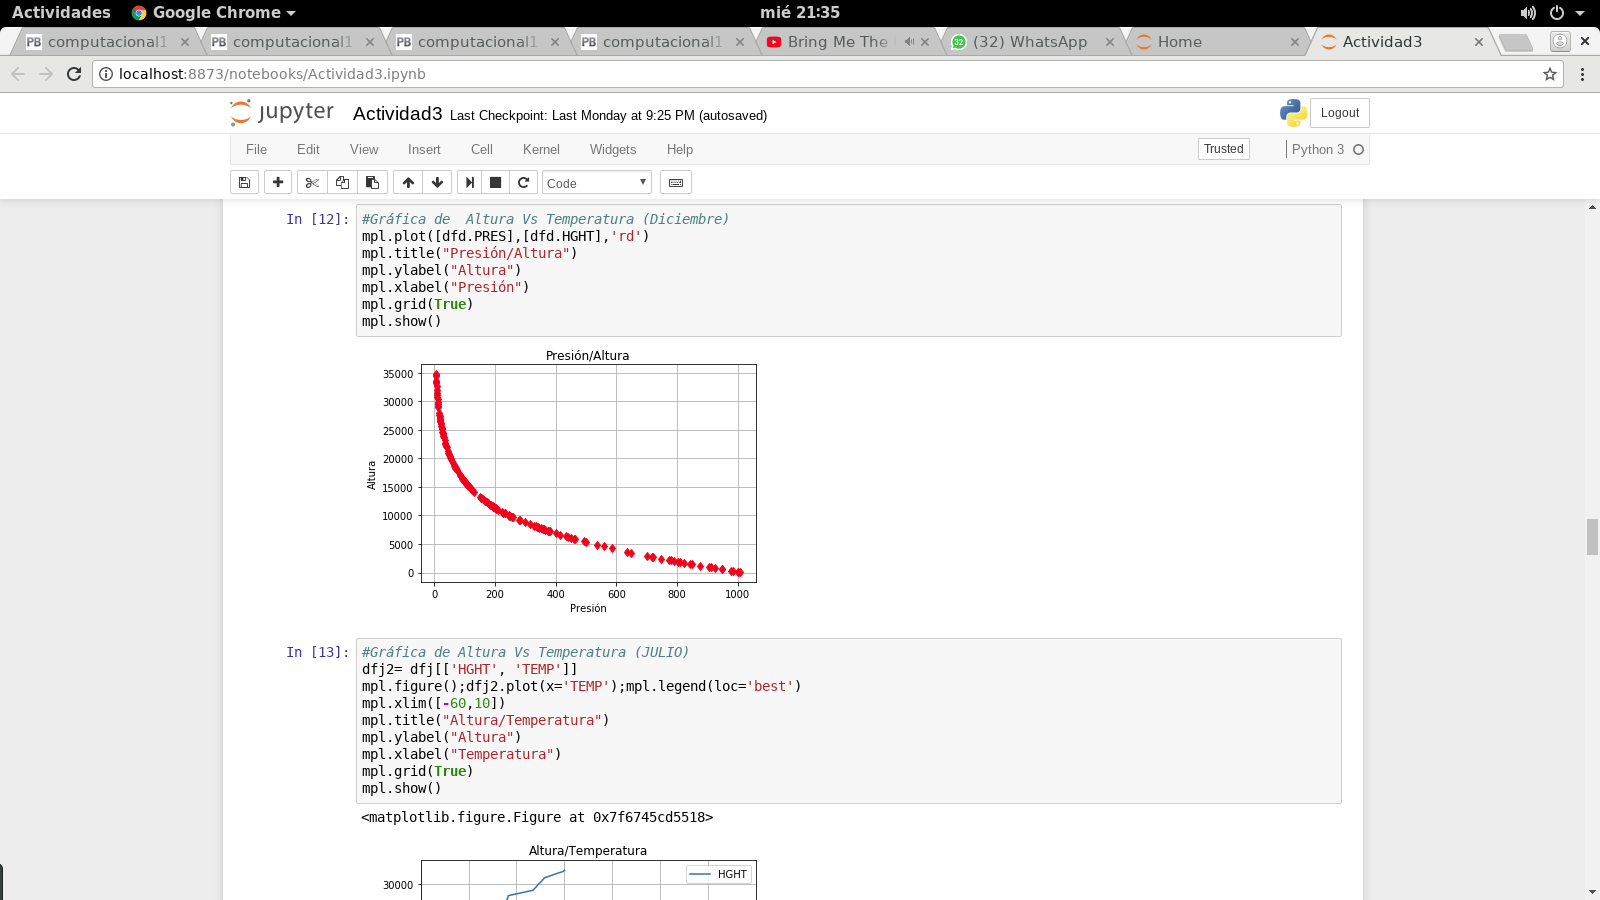 Actividades Google Chrome mié 21:35
computacional1 computacional1 computacional1 computacional1 Bring Me The (32) WhatsApp Home Actividad3
localhost:8873/notebooks/Actividad3.ipynb
jupyter Actividad3 Last Checkpoint: Last Monday at 9:25 PM (autosaved) Logout
File Edit View Insert Cell Kernel Widgets Help Trusted Python 3
Code
In [12]: #Gráfica de  Altura Vs Temperatura (Diciembre)
mpl.plot([dfd.PRES],[dfd.HGHT],'rd')
mpl.title("Presión/Altura")
mpl.ylabel("Altura")
mpl.xlabel("Presión")
mpl.grid(True)
mpl.show()
Presión/Altura
35000
30000
25000
20000
15000
10000
5000
0
Altura
0 200 400 600 800 1000
Presión
In [13]: #Gráfica de Altura Vs Temperatura (JULIO)
dfj2= dfj[['HGHT', 'TEMP']]
mpl.figure();dfj2.plot(x='TEMP');mpl.legend(loc='best')
mpl.xlim([-60,10])
mpl.title("Altura/Temperatura")
mpl.ylabel("Altura")
mpl.xlabel("Temperatura")
mpl.grid(True)
mpl.show()
<matplotlib.figure.Figure at 0x7f6745cd5518>
Altura/Temperatura
HGHT
30000